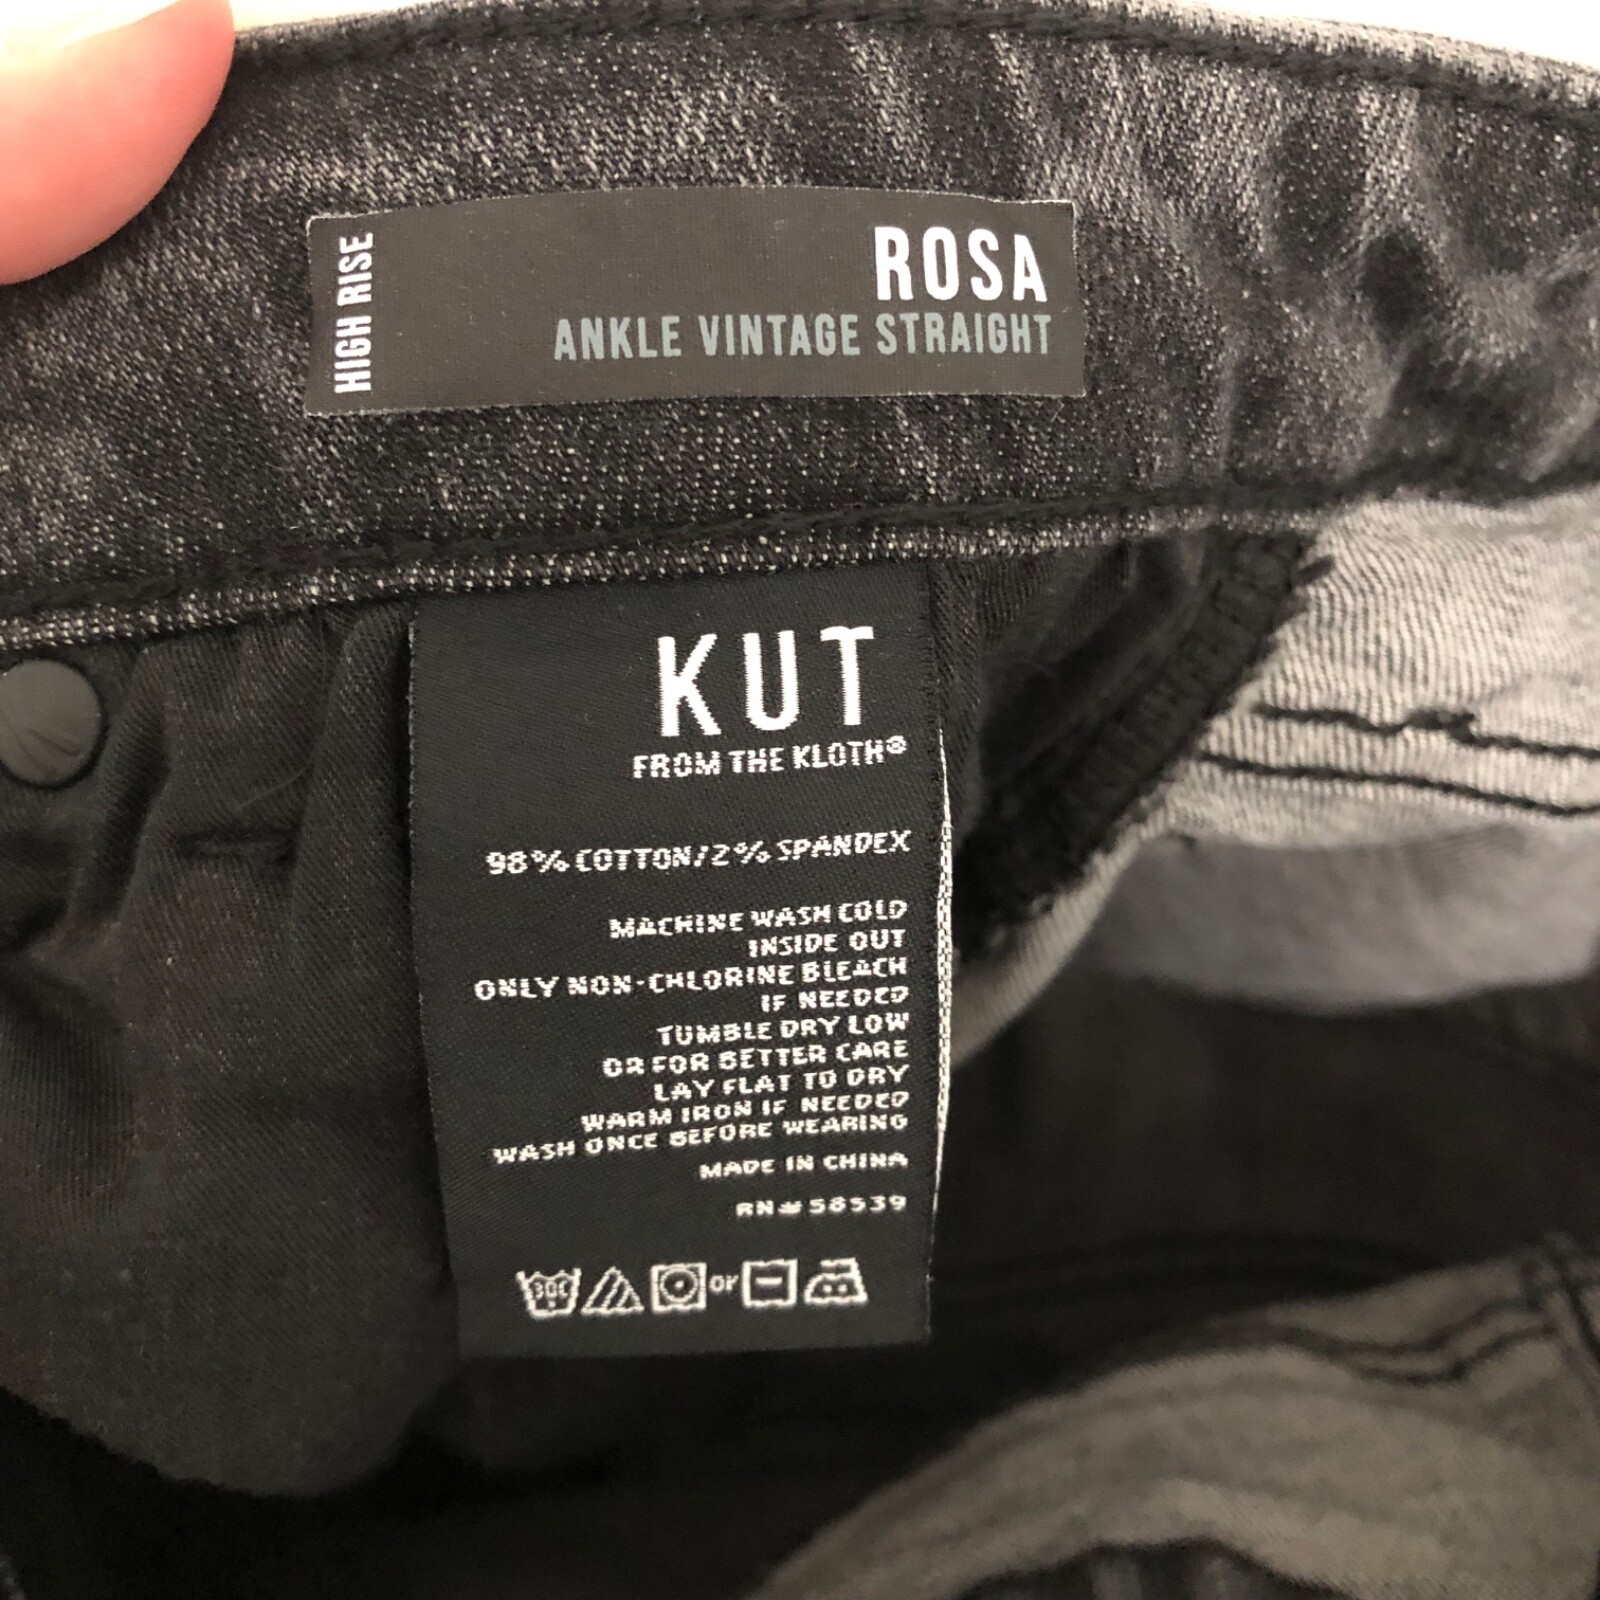 HIGH RISE
ROSA
ANKLE VINTAGE STRAIGHT
KUT
FROM THE KLOTH®
98% COTTON/2% SPANDEX
MACHINE WASH COLD
INSIDE OUT
ONLY NON-CHLORINE BLEACH
IF NEEDED
TUMBLE DRY LOW
OR FOR BETTER CARE
LAY FLAT TO DRY
WARM IRON IF NEEDED
WASH ONCE BEFORE WEARING
MADE IN CHINA
RN# 58539
30C or